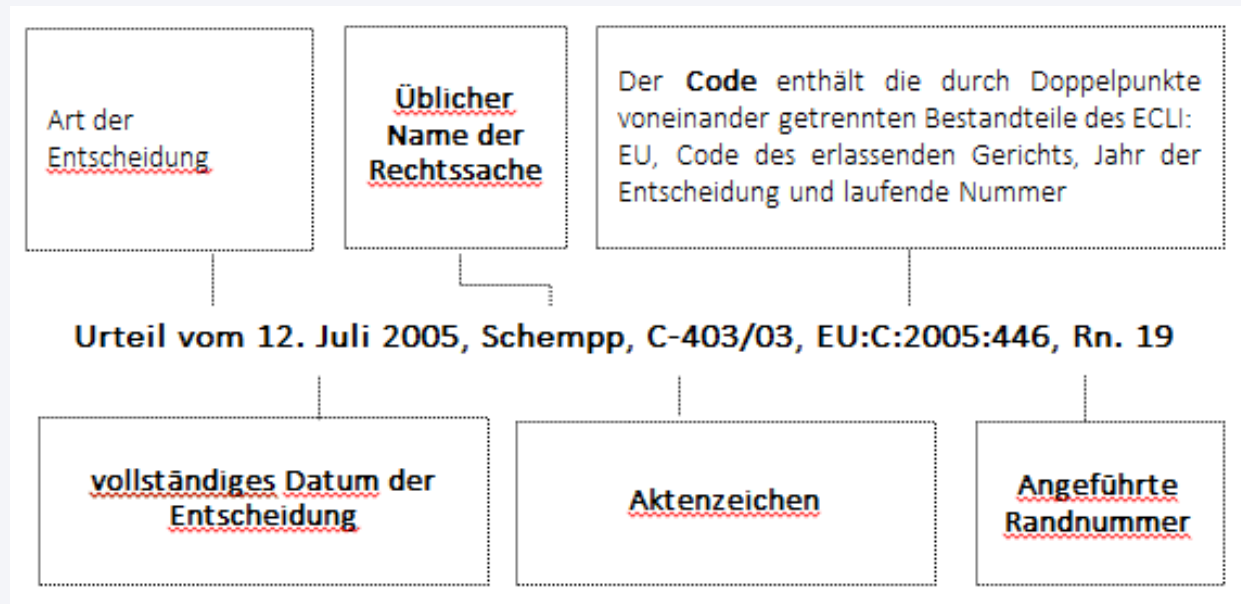 Art der
Entscheidung
Üblicher
Name der
Rechtssache
Der Code enthält die durch Doppelpunkte
voneinander getrennten Bestandteile des ECLI:
EU, Code des erlassenden Gerichts, Jahr der
Entscheidung und laufende Nummer
Urteil vom 12. Juli 2005, Schempp, C-403/03, EU:C:2005:446, Rn. 19
vollständiges Datum der
Entscheidung
Aktenzeichen
Angeführte
Randnummer